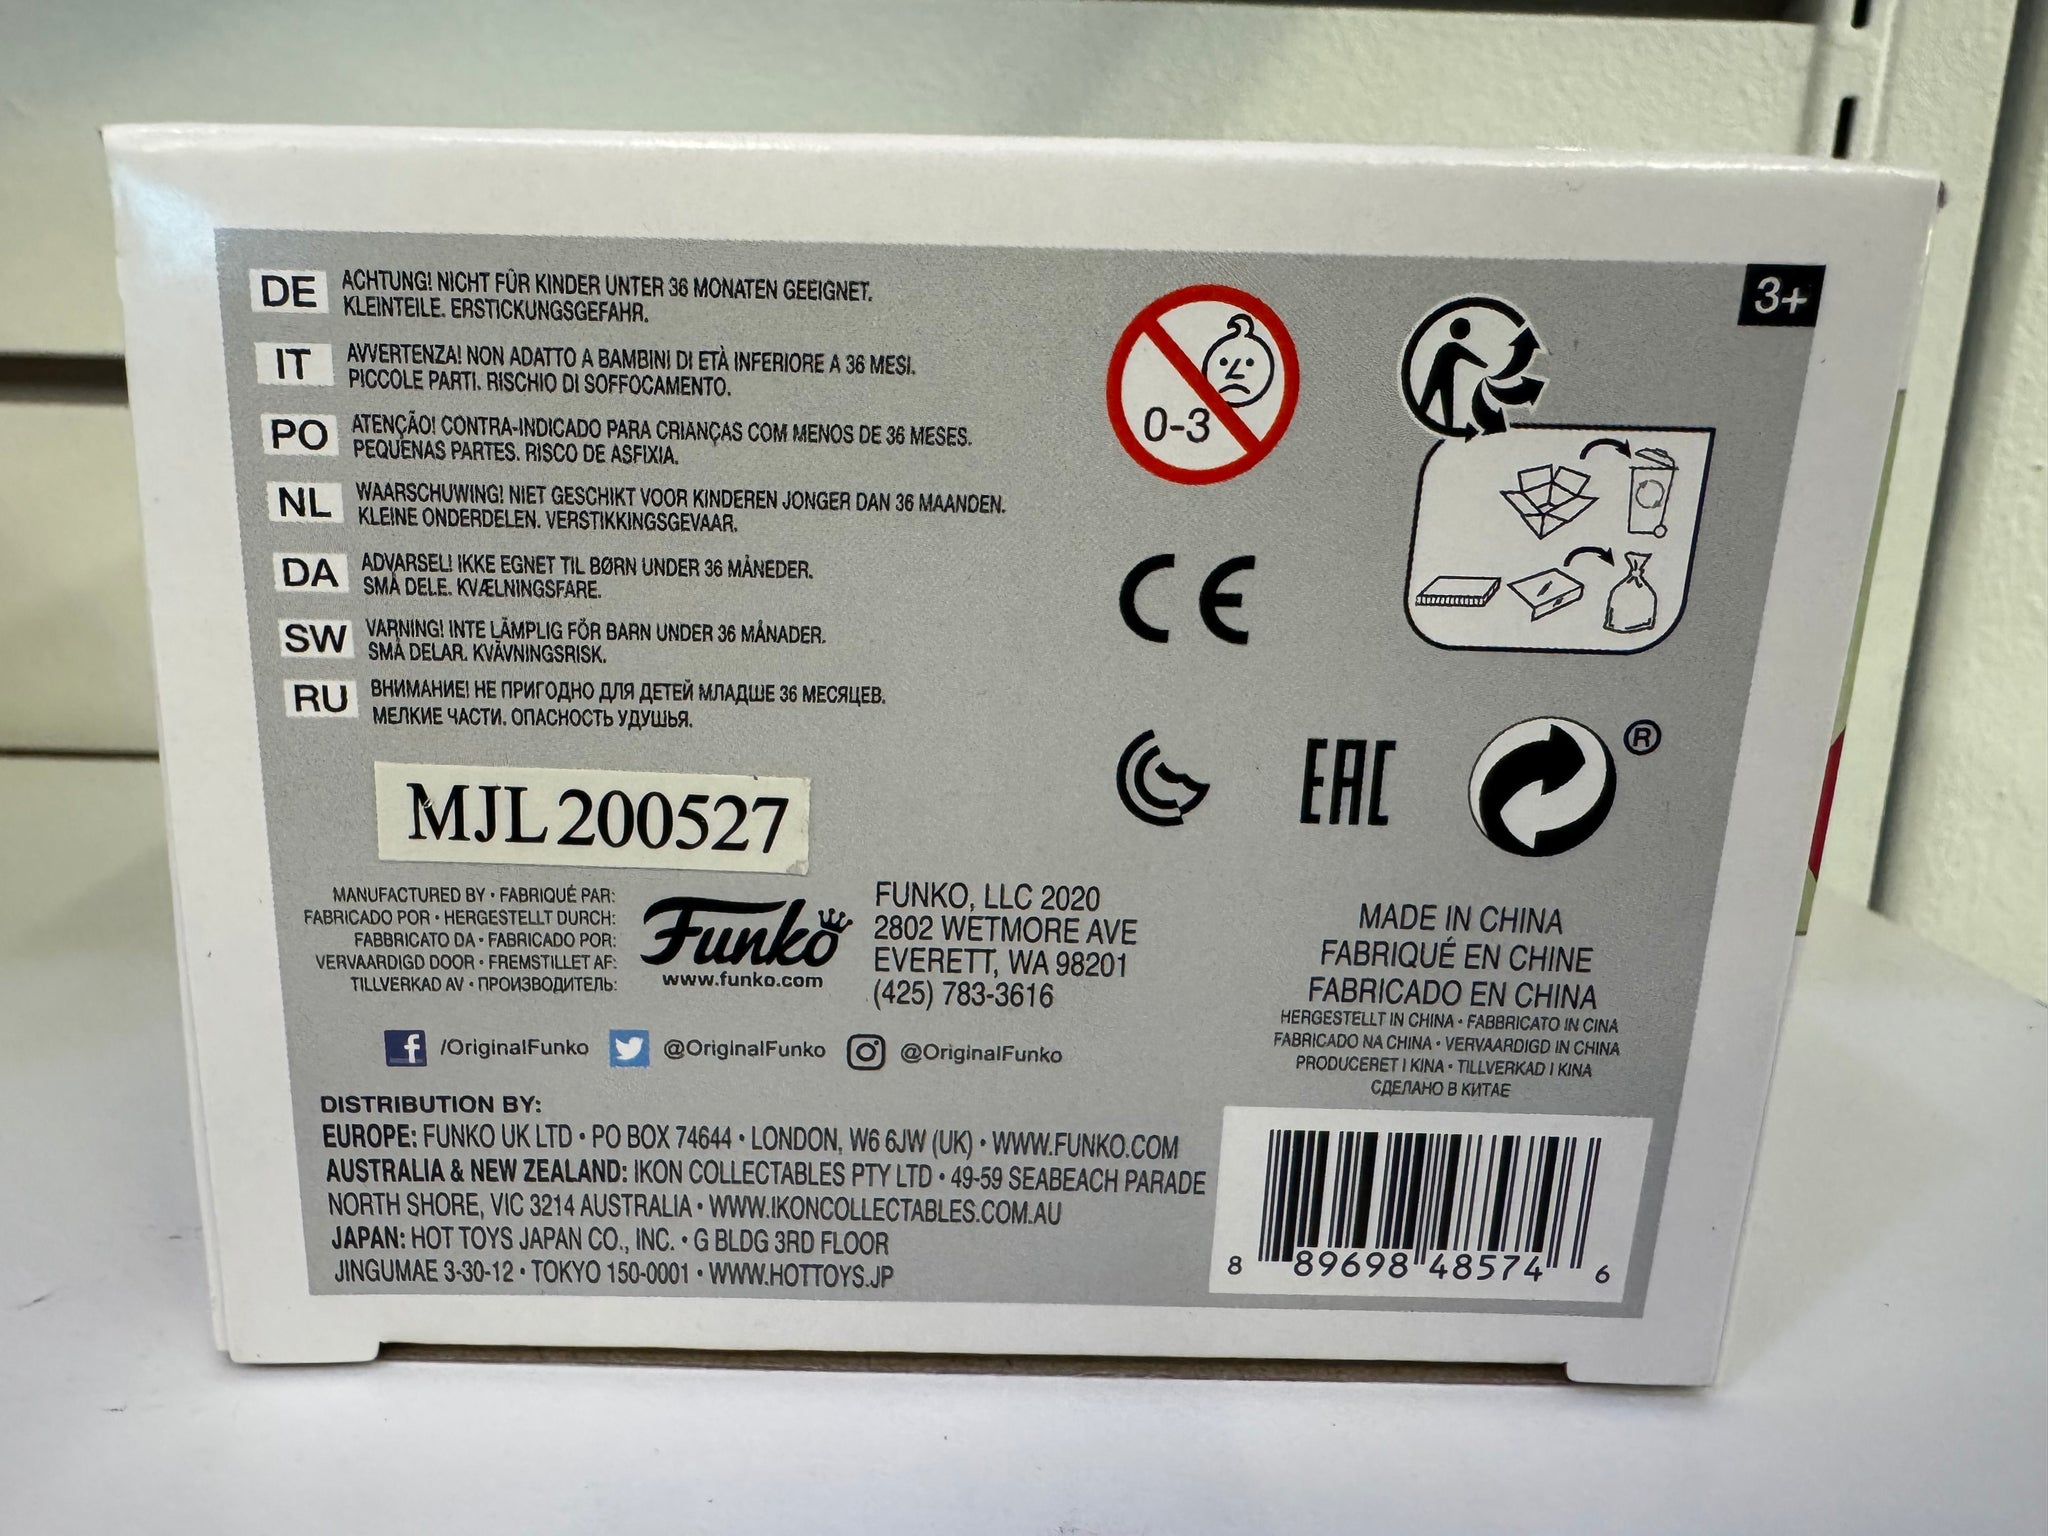 DE ACHTUNG! NICHT FÜR KINDER UNTER 36 MONATEN GEEIGNET.
KLEINTEILE. ERSTICKUNGSGEFAHR.
IT AVVERTENZA! NON ADATTO A BAMBINI DI ETÀ INFERIORE A 36 MESI.
PICCOLE PARTI. RISCHIO DI SOFFOCAMENTO.
PO ATENÇÃO! CONTRA-INDICADO PARA CRIANÇAS COM MENOS DE 36 MESES.
PEQUENAS PARTES. RISCO DE ASFIXIA.
NL WAARSCHUWING! NIET GESCHIKT VOOR KINDEREN JONGER DAN 36 MAANDEN.
KLEINE ONDERDELEN. VERSTIKKINGSGEVAAR.
DA ADVARSEL! IKKE EGNET TIL BØRN UNDER 36 MÅNEDER.
SMÅ DELE. KVÆLNINGSFARE.
SW VARNING! INTE LÄMPLIG FÖR BARN UNDER 36 MÅNADER.
SMÅ DELAR. KVÄVNINGSRISK.
RU ВНИМАНИЕ! НЕ ПРИГОДНО ДЛЯ ДЕТЕЙ МЛАДШЕ 36 МЕСЯЦЕВ.
МЕЛКИЕ ЧАСТИ. ОПАСНОСТЬ УДУШЬЯ.
0-3
3+
CE
EAC
®
MJL200527
MANUFACTURED BY • FABRIQUÉ PAR:
FABRICADO POR • HERGESTELLT DURCH:
FABBRICATO DA • FABRICADO POR:
VERVAARDIGD DOOR • FREMSTILLET AF:
TILLVERKAD AV • ПРОИЗВОДИТЕЛЬ:
Funko
www.funko.com
FUNKO, LLC 2020
2802 WETMORE AVE
EVERETT, WA 98201
(425) 783-3616
/OriginalFunko @OriginalFunko @OriginalFunko
MADE IN CHINA
FABRIQUÉ EN CHINE
FABRICADO EN CHINA
HERGESTELLT IN CHINA • FABBRICATO IN CINA
FABRICADO NA CHINA • VERVAARDIGD IN CHINA
PRODUCERET I KINA • TILLVERKAD I KINA
СДЕЛАНО В КИТАЕ
DISTRIBUTION BY:
EUROPE: FUNKO UK LTD • PO BOX 74644 • LONDON, W6 6JW (UK) • WWW.FUNKO.COM
AUSTRALIA & NEW ZEALAND: IKON COLLECTABLES PTY LTD • 49-59 SEABEACH PARADE
NORTH SHORE, VIC 3214 AUSTRALIA • WWW.IKONCOLLECTABLES.COM.AU
JAPAN: HOT TOYS JAPAN CO., INC. • G BLDG 3RD FLOOR
JINGUMAE 3-30-12 • TOKYO 150-0001 • WWW.HOTTOYS.JP
8 89698 48574 6